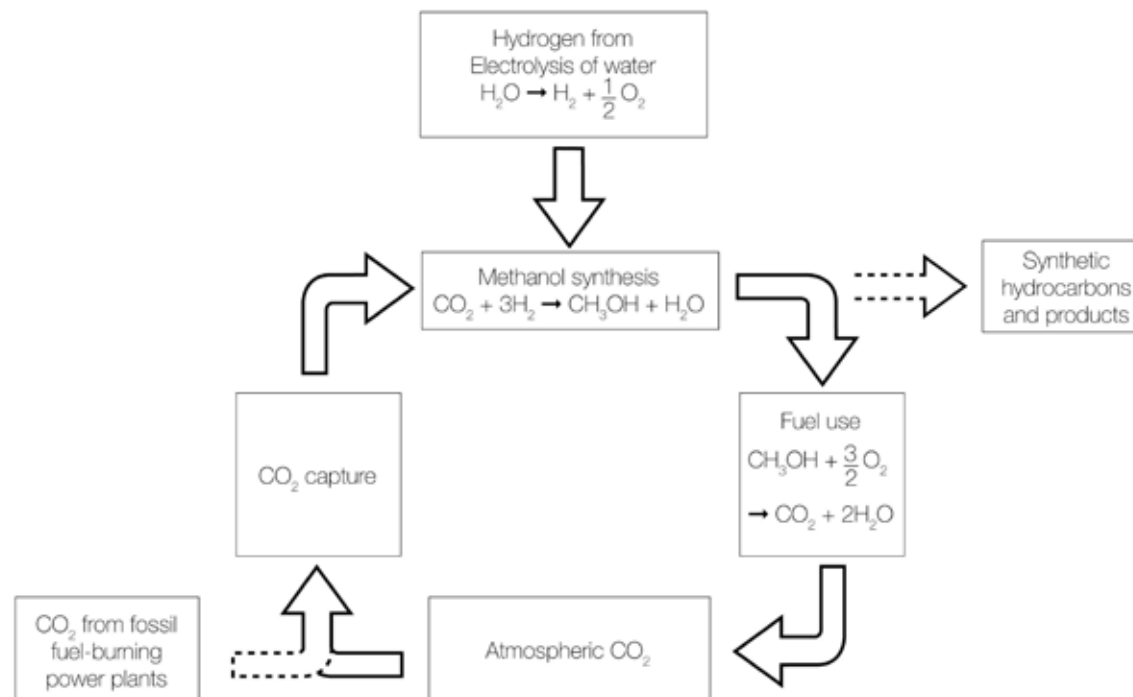 Hydrogen from
Electrolysis of water
H₂O → H₂ + 1/2 O₂
Methanol synthesis
CO₂ + 3H₂ → CH₃OH + H₂O
Synthetic
hydrocarbons
and products
Fuel use
CH₃OH + 3/2 O₂
→ CO₂ + 2H₂O
CO₂ capture
CO₂ from fossil
fuel-burning
power plants
Atmospheric CO₂